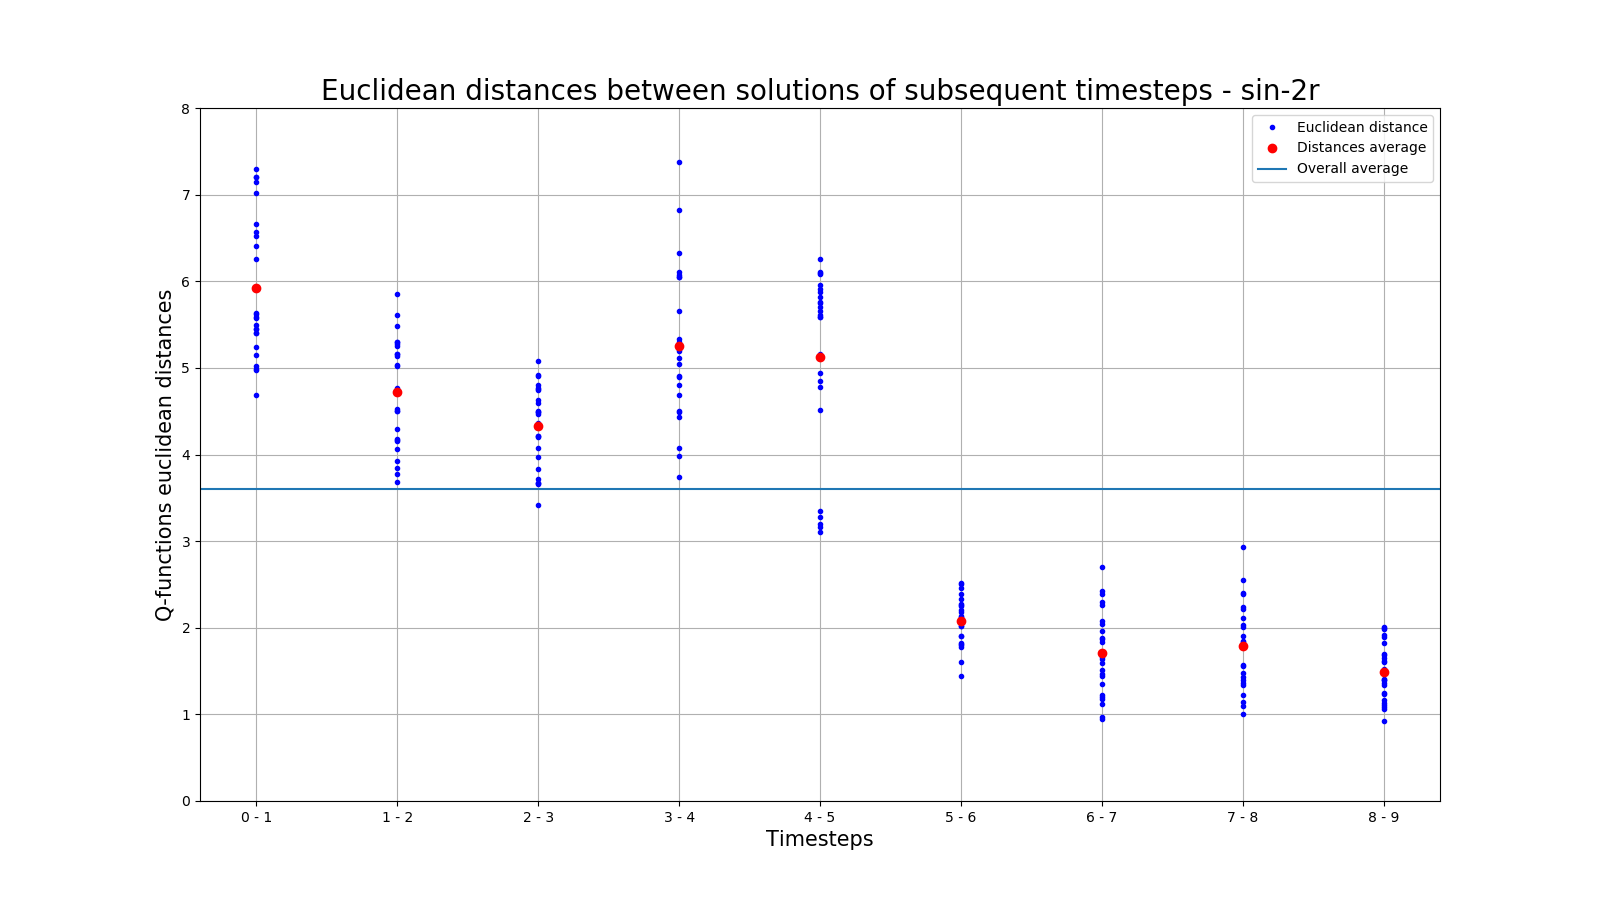 Euclidean distances between solutions of subsequent timesteps - sin-2r
Euclidean distance
Distances average
Overall average
Q-functions euclidean distances
8
7
6
5
4
3
2
1
0
0 - 1 1 - 2 2 - 3 3 - 4 4 - 5 5 - 6 6 - 7 7 - 8 8 - 9
Timesteps